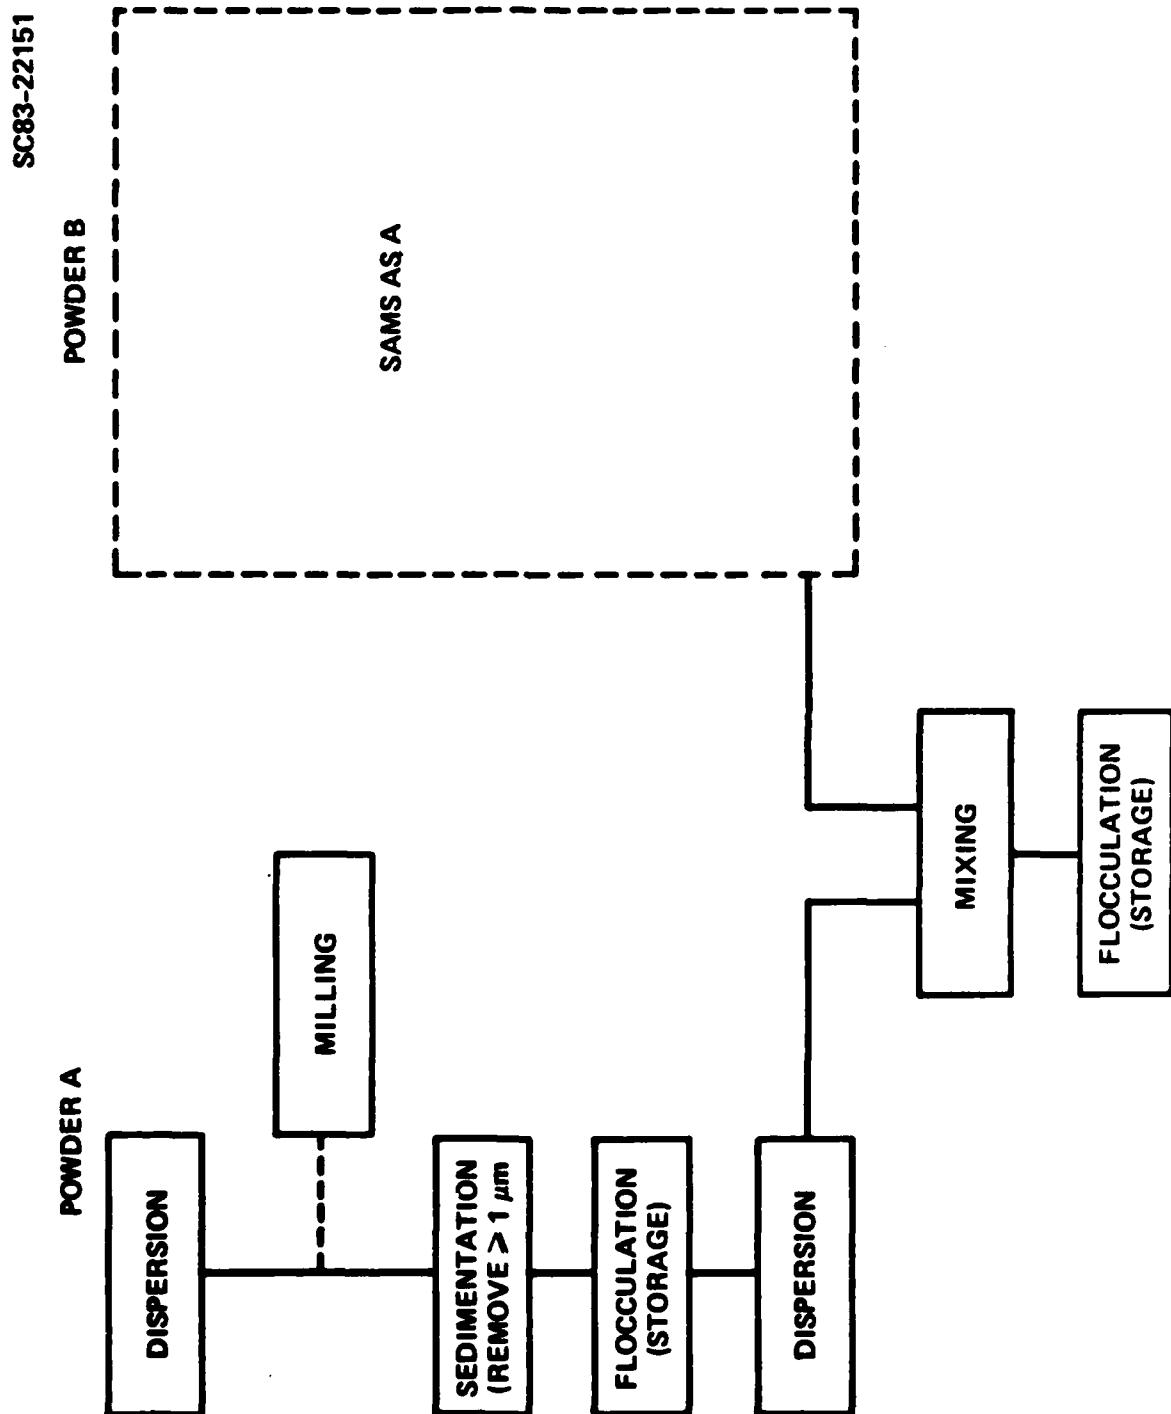 SC83-22151
POWDER A
POWDER B
DISPERSION
MILLING
SAMS AS A
SEDIMENTATION
(REMOVE ⩾ 1 μm
FLOCCULATION
(STORAGE)
DISPERSION
MIXING
FLOCCULATION
(STORAGE)